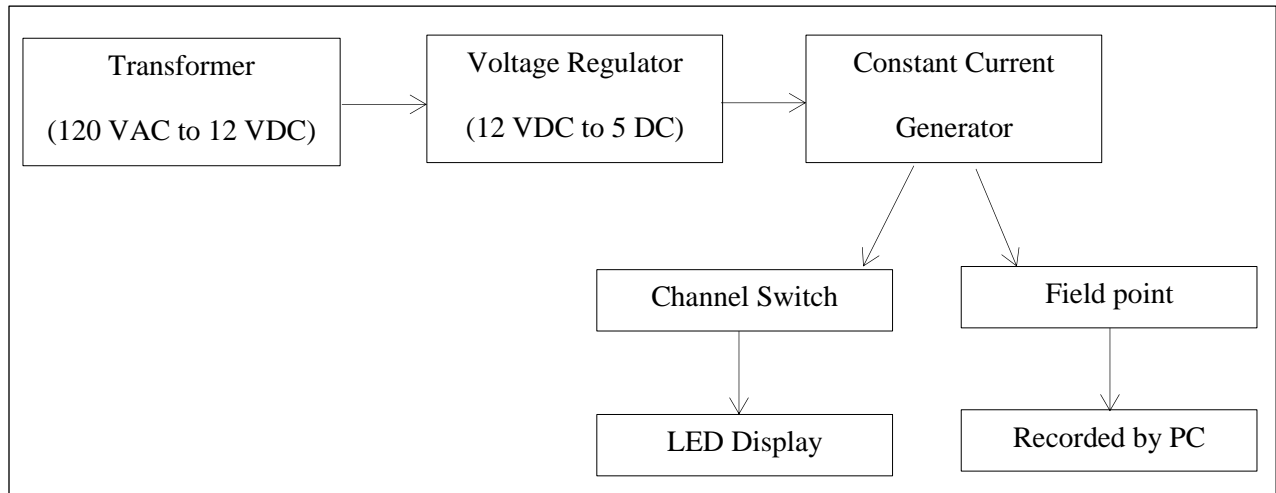 Transformer
(120 VAC to 12 VDC)
Voltage Regulator
(12 VDC to 5 DC)
Constant Current
Generator
Channel Switch
Field point
LED Display
Recorded by PC